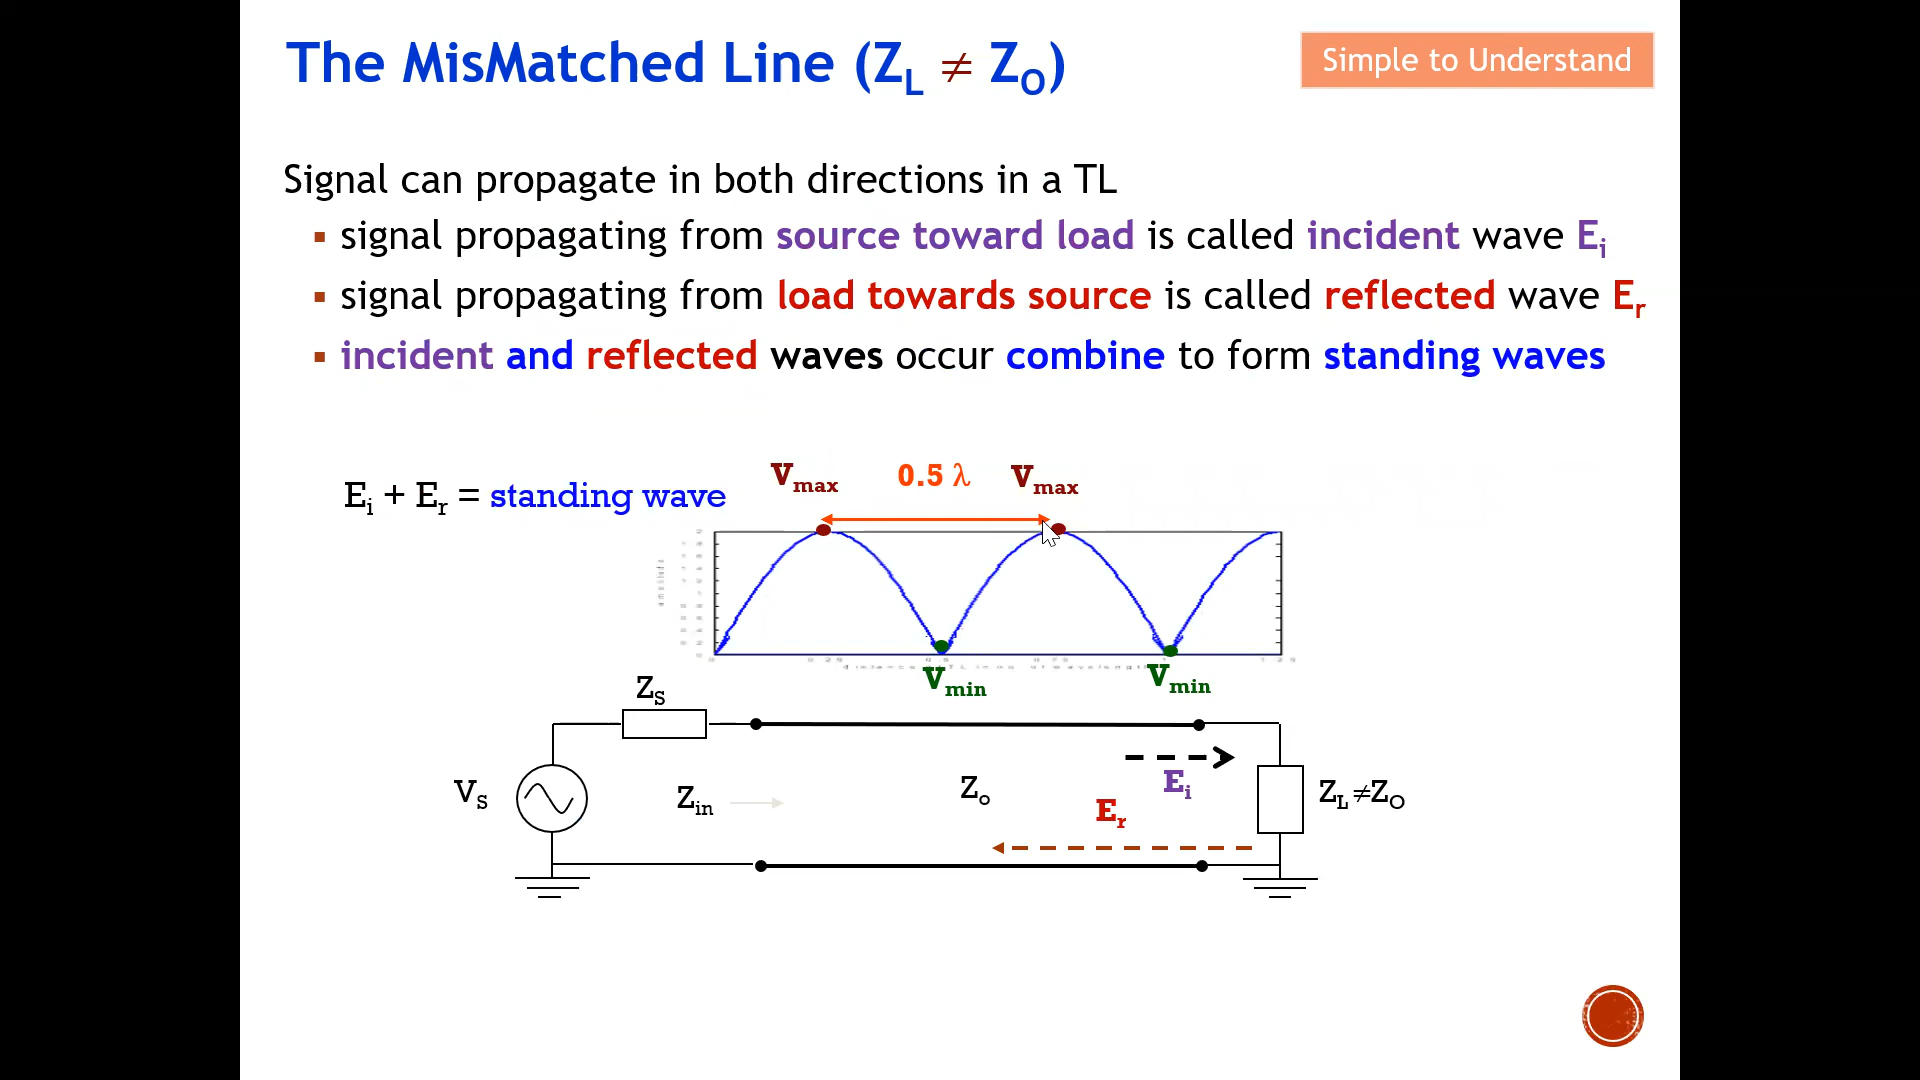 The MisMatched Line (ZL ≠ ZO)
Simple to Understand
Signal can propagate in both directions in a TL
▪ signal propagating from source toward load is called incident wave Ei
▪ signal propagating from load towards source is called reflected wave Er
▪ incident and reflected waves occur combine to form standing waves
Ei + Er = standing wave
Vmax
0.5 λ
Vmax
Vmin
Vmin
ZS
VS
Zin
Zo
Ei
Er
ZL≠ZO